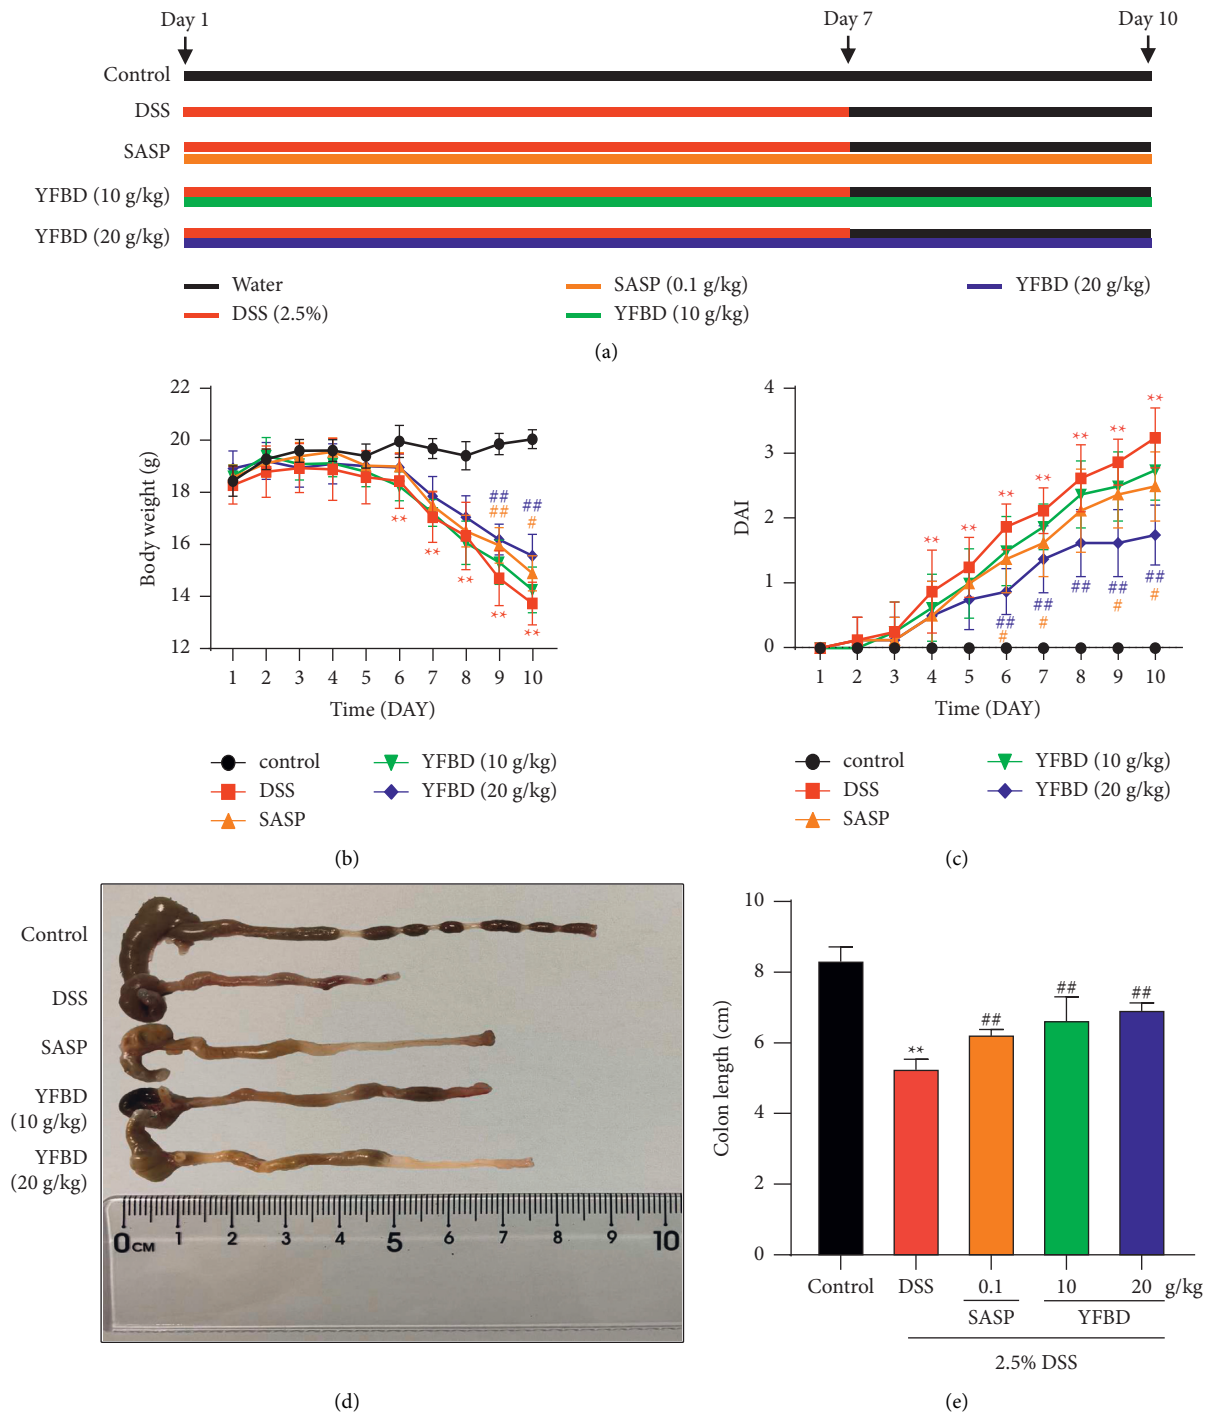 Day 1 Day 7 Day 10
Control
DSS
SASP
YFBD (10 g/kg)
YFBD (20 g/kg)
Water SASP (0.1 g/kg) YFBD (20 g/kg)
DSS (2.5%) YFBD (10 g/kg)
(a)
Body weight (g)
22
20
18
16
14
12
** ** ** ** **
## ##
## #
1 2 3 4 5 6 7 8 9 10
Time (DAY)
control YFBD (10 g/kg)
DSS YFBD (20 g/kg)
SASP
(b)
DAI
4
3
2
1
0
** ** ** ** ** ** **
## ## ## ## ##
# # # #
1 2 3 4 5 6 7 8 9 10
Time (DAY)
control YFBD (10 g/kg)
DSS YFBD (20 g/kg)
SASP
(c)
Control
DSS
SASP
YFBD
(10 g/kg)
YFBD
(20 g/kg)
0CM 1 2 3 4 5 6 7 8 9 10
(d)
Colon length (cm)
10
8
6
4
2
0
** ## ## ##
Control DSS 0.1 10 20 g/kg
SASP YFBD
2.5% DSS
(e)